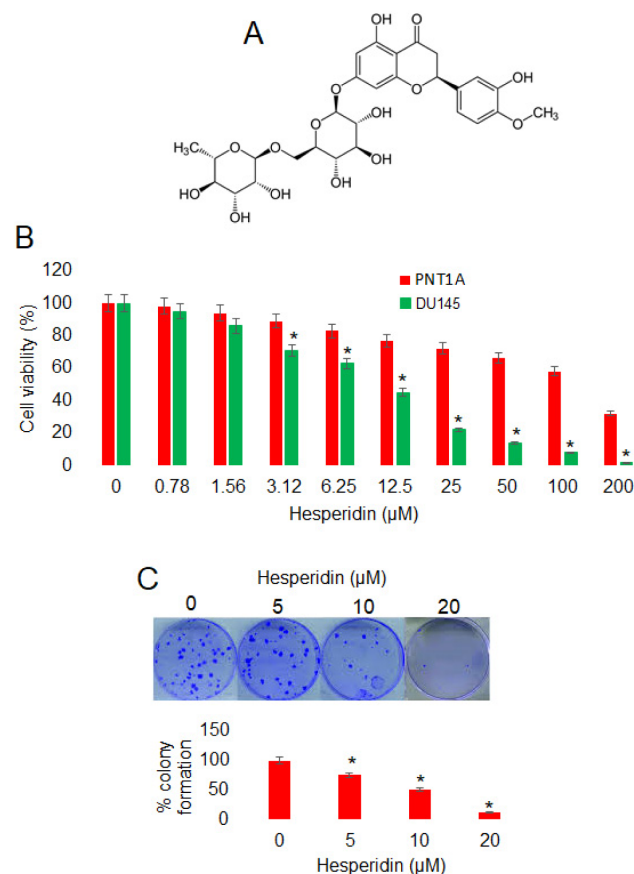 A
OH
O
O
O
OH
O
CH₃
O
OH
OH
OH
O
O
O
H₃C
HO
OH
OH
B
Cell viability (%)
120
100
80
60
40
20
0
PNT1A
DU145
* * * * * * *
0 0.78 1.56 3.12 6.25 12.5 25 50 100 200
Hesperidin (µM)
C
Hesperidin (µM)
0 5 10 20
% colony
formation
150
100
50
0
* * *
0 5 10 20
Hesperidin (µM)